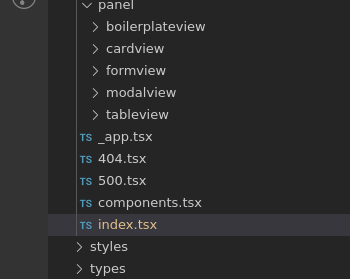 panel
boilerplateview
cardview
formview
modalview
tableview
TS _app.tsx
TS 404.tsx
TS 500.tsx
TS components.tsx
TS index.tsx
styles
types